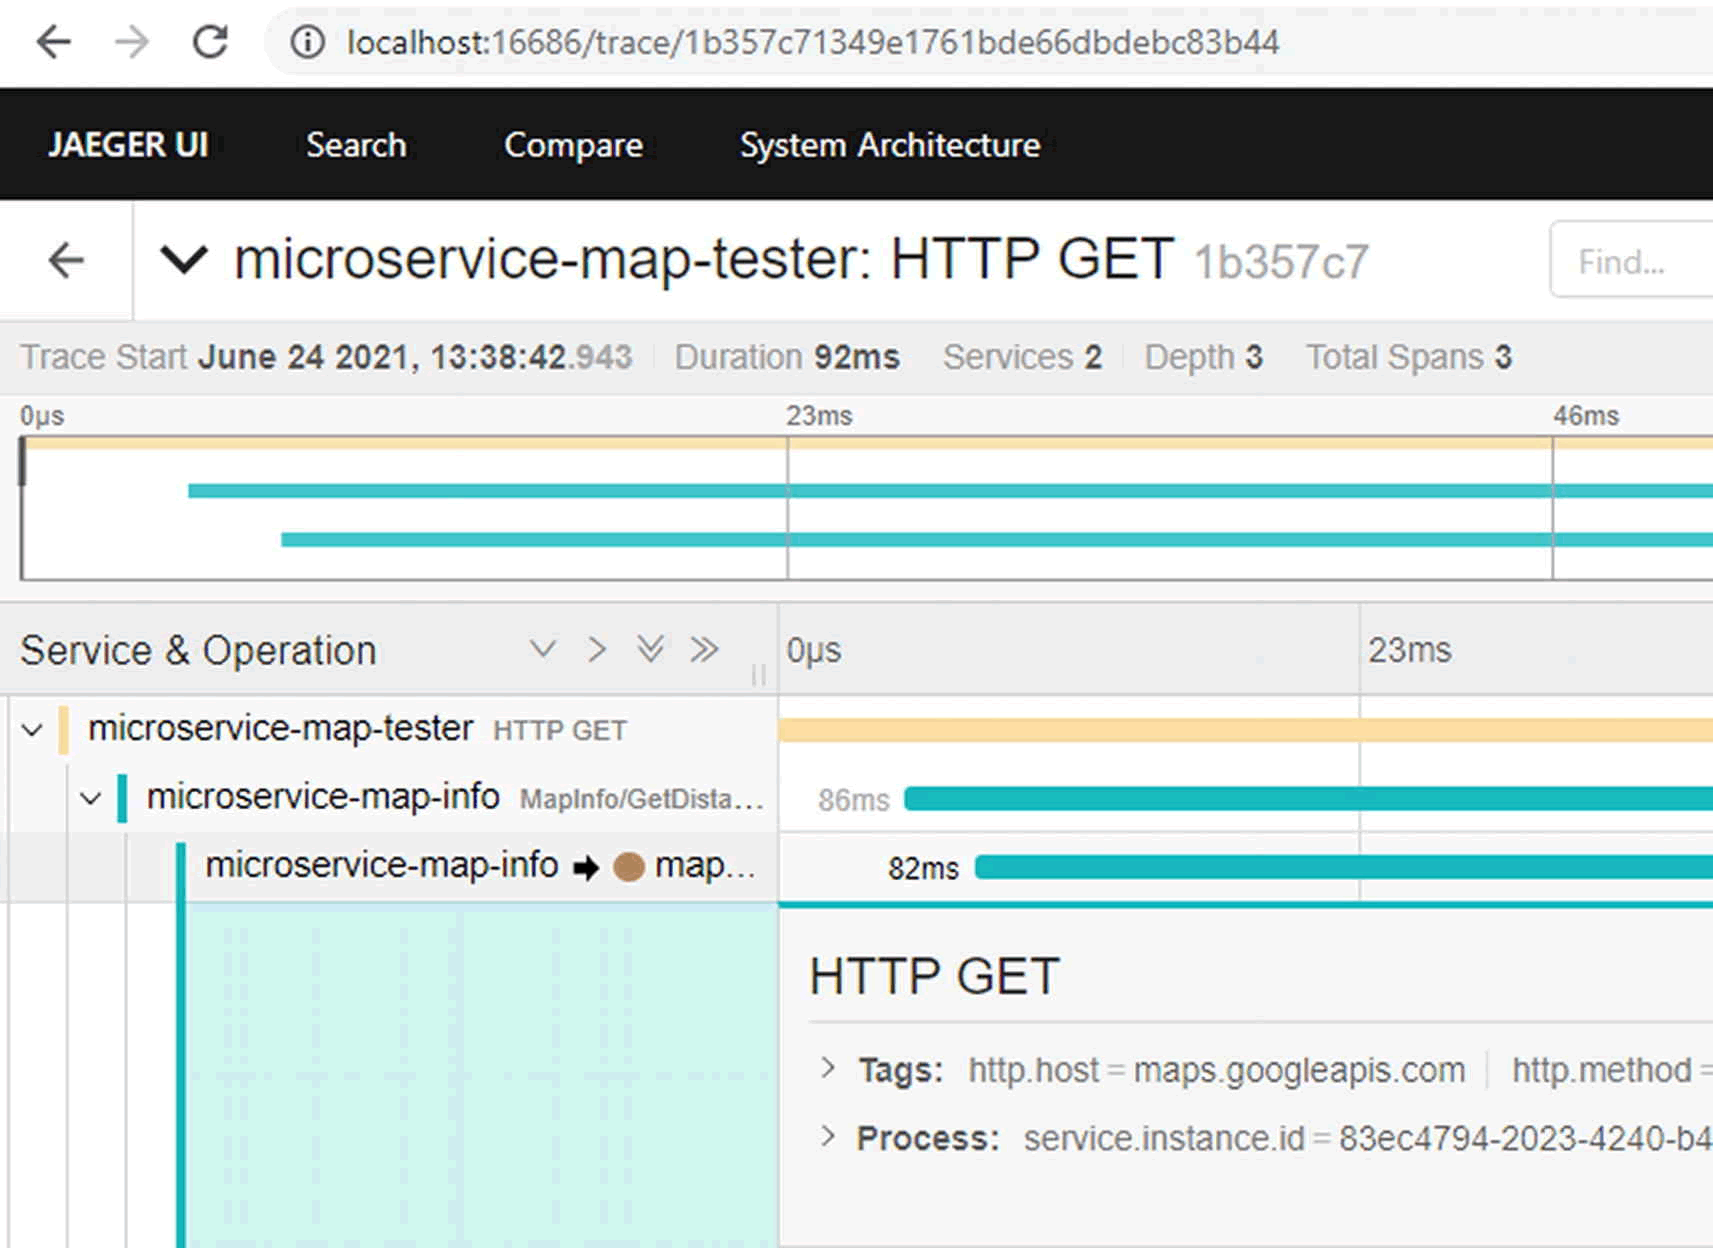 localhost:16686/trace/1b357c71349e1761bde66dbdebc83b44
JAEGER UI Search Compare System Architecture
microservice-map-tester: HTTP GET 1b357c7 Find...
Trace Start June 24 2021, 13:38:42.943 Duration 92ms Services 2 Depth 3 Total Spans 3
0μs 23ms 46ms
Service & Operation 0μs 23ms
microservice-map-tester HTTP GET
microservice-map-info MapInfo/GetDista... 86ms
microservice-map-info map... 82ms
HTTP GET
Tags: http.host = maps.googleapis.com http.method =
Process: service.instance.id = 83ec4794-2023-4240-b4